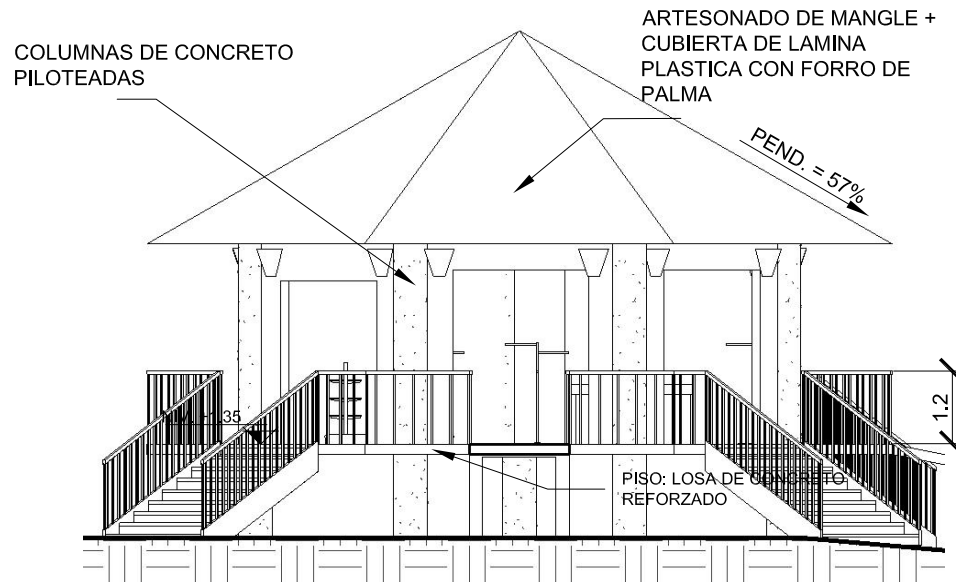 ARTESONADO DE MANGLE +
CUBIERTA DE LAMINA
PLASTICA CON FORRO DE
PALMA
COLUMNAS DE CONCRETO
PILOTEADAS
PEND. = 57%
1.2
PISO: LOSA DE CONCRETO
REFORZADO